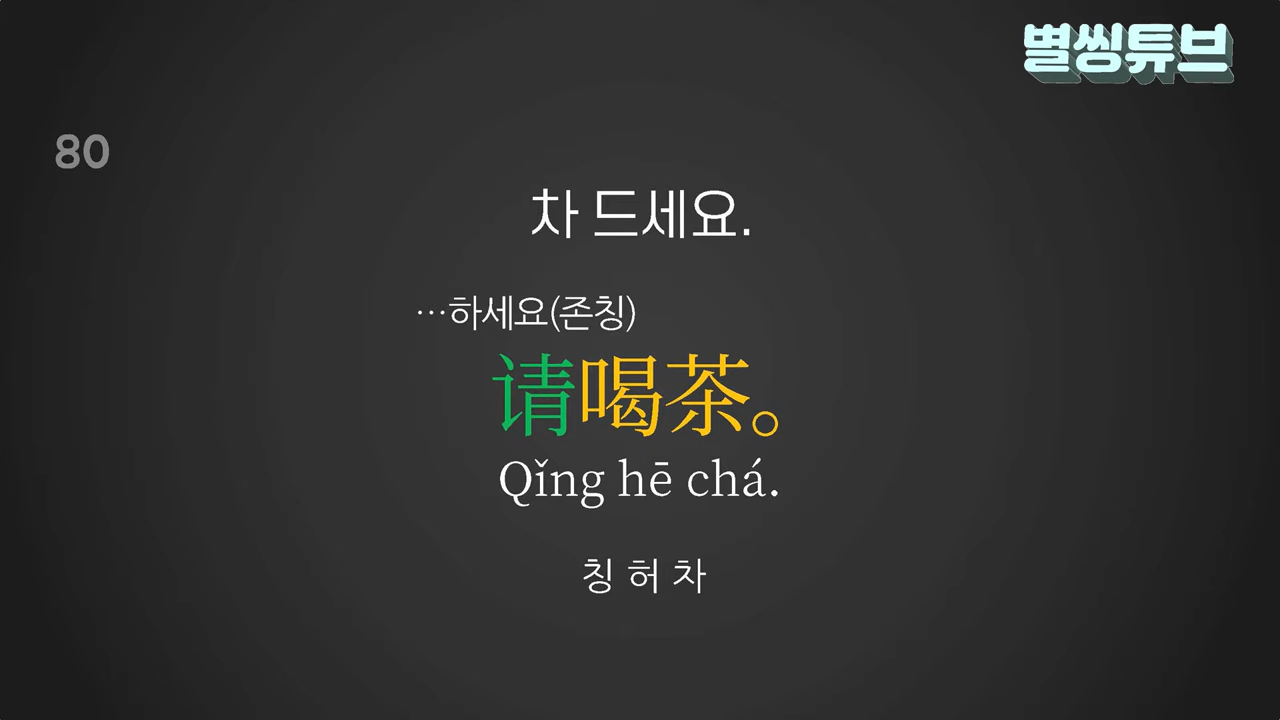 별씽튜브
80
차 드세요.
…하세요(존칭)
请喝茶。
Qǐng hē chá.
칭 허 차